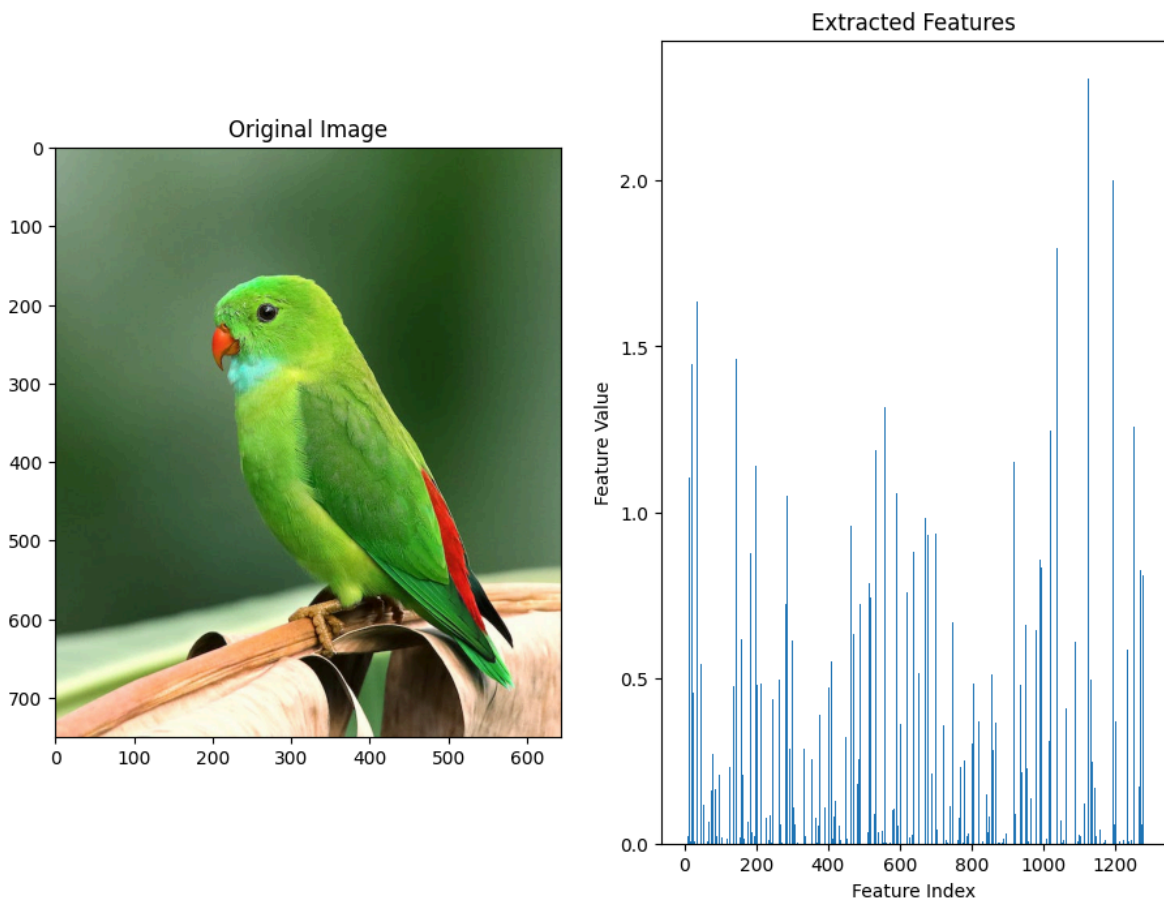 Original Image
0
100
200
300
400
500
600
700
0 100 200 300 400 500 600
Extracted Features
2.0
1.5
1.0
0.5
0.0
0 200 400 600 800 1000 1200
Feature Value
Feature Index